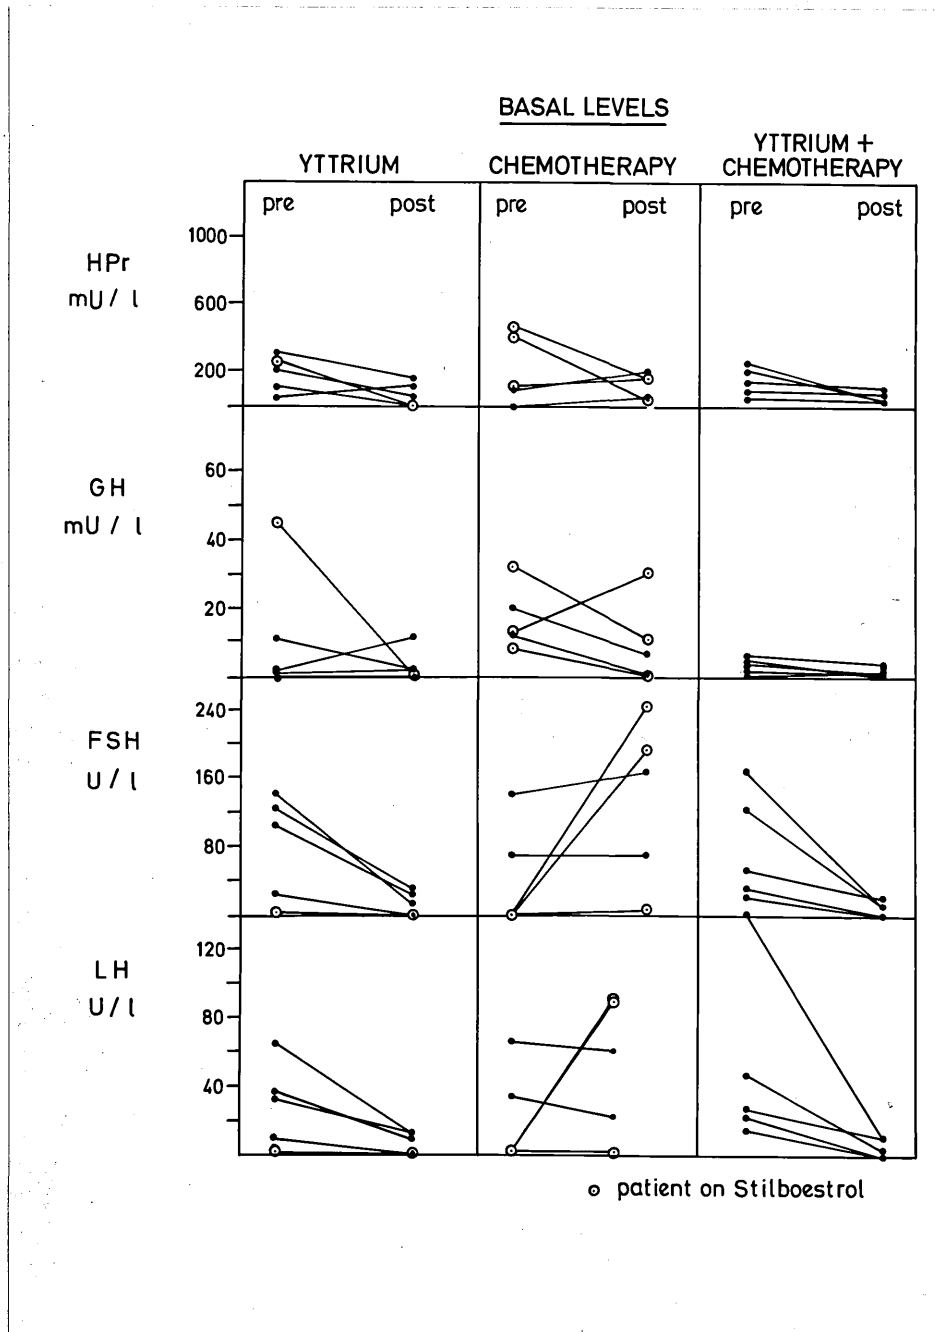 BASAL LEVELS
YTTRIUM
CHEMOTHERAPY
YTTRIUM +
CHEMOTHERAPY
pre
post
pre
post
pre
post
HPr
mU / l
1000
600
200
GH
mU / l
60
40
20
FSH
U / l
240
160
80
LH
U / l
120
80
40
⊙ patient on Stilboestrol